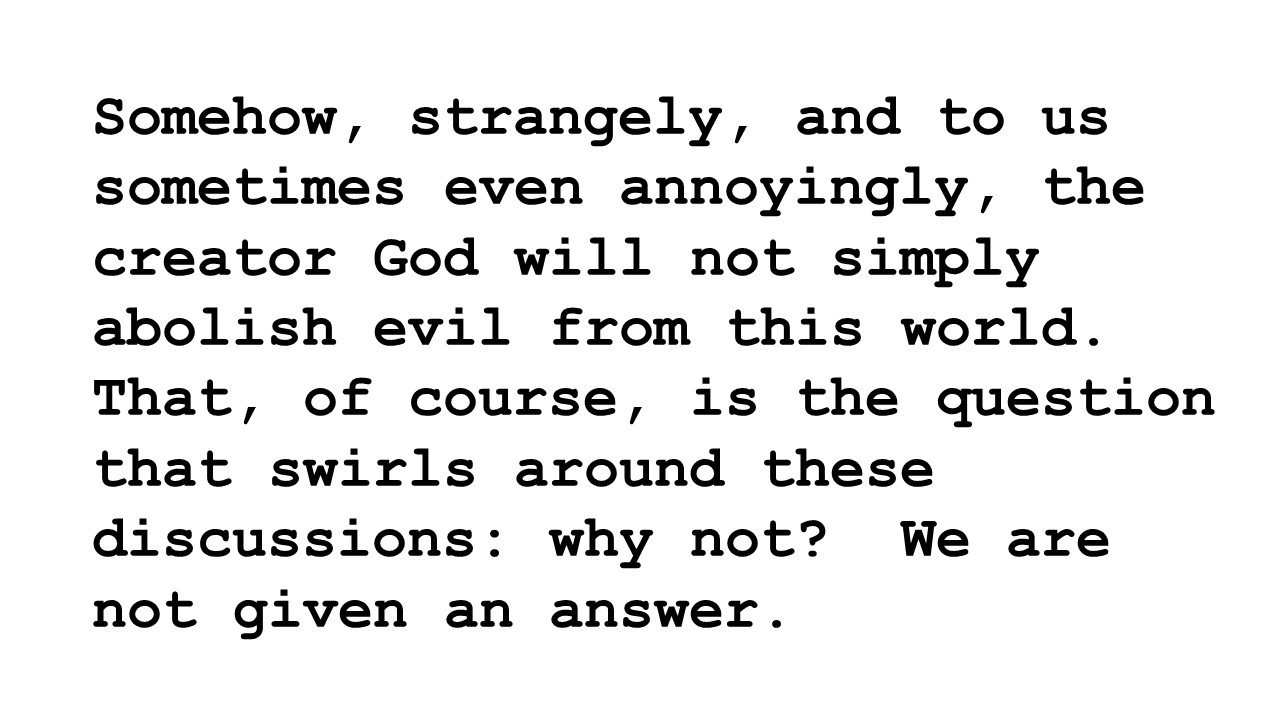 Somehow, strangely, and to us
sometimes even annoyingly, the
creator God will not simply
abolish evil from this world.
That, of course, is the question
that swirls around these
discussions: why not?  We are
not given an answer.